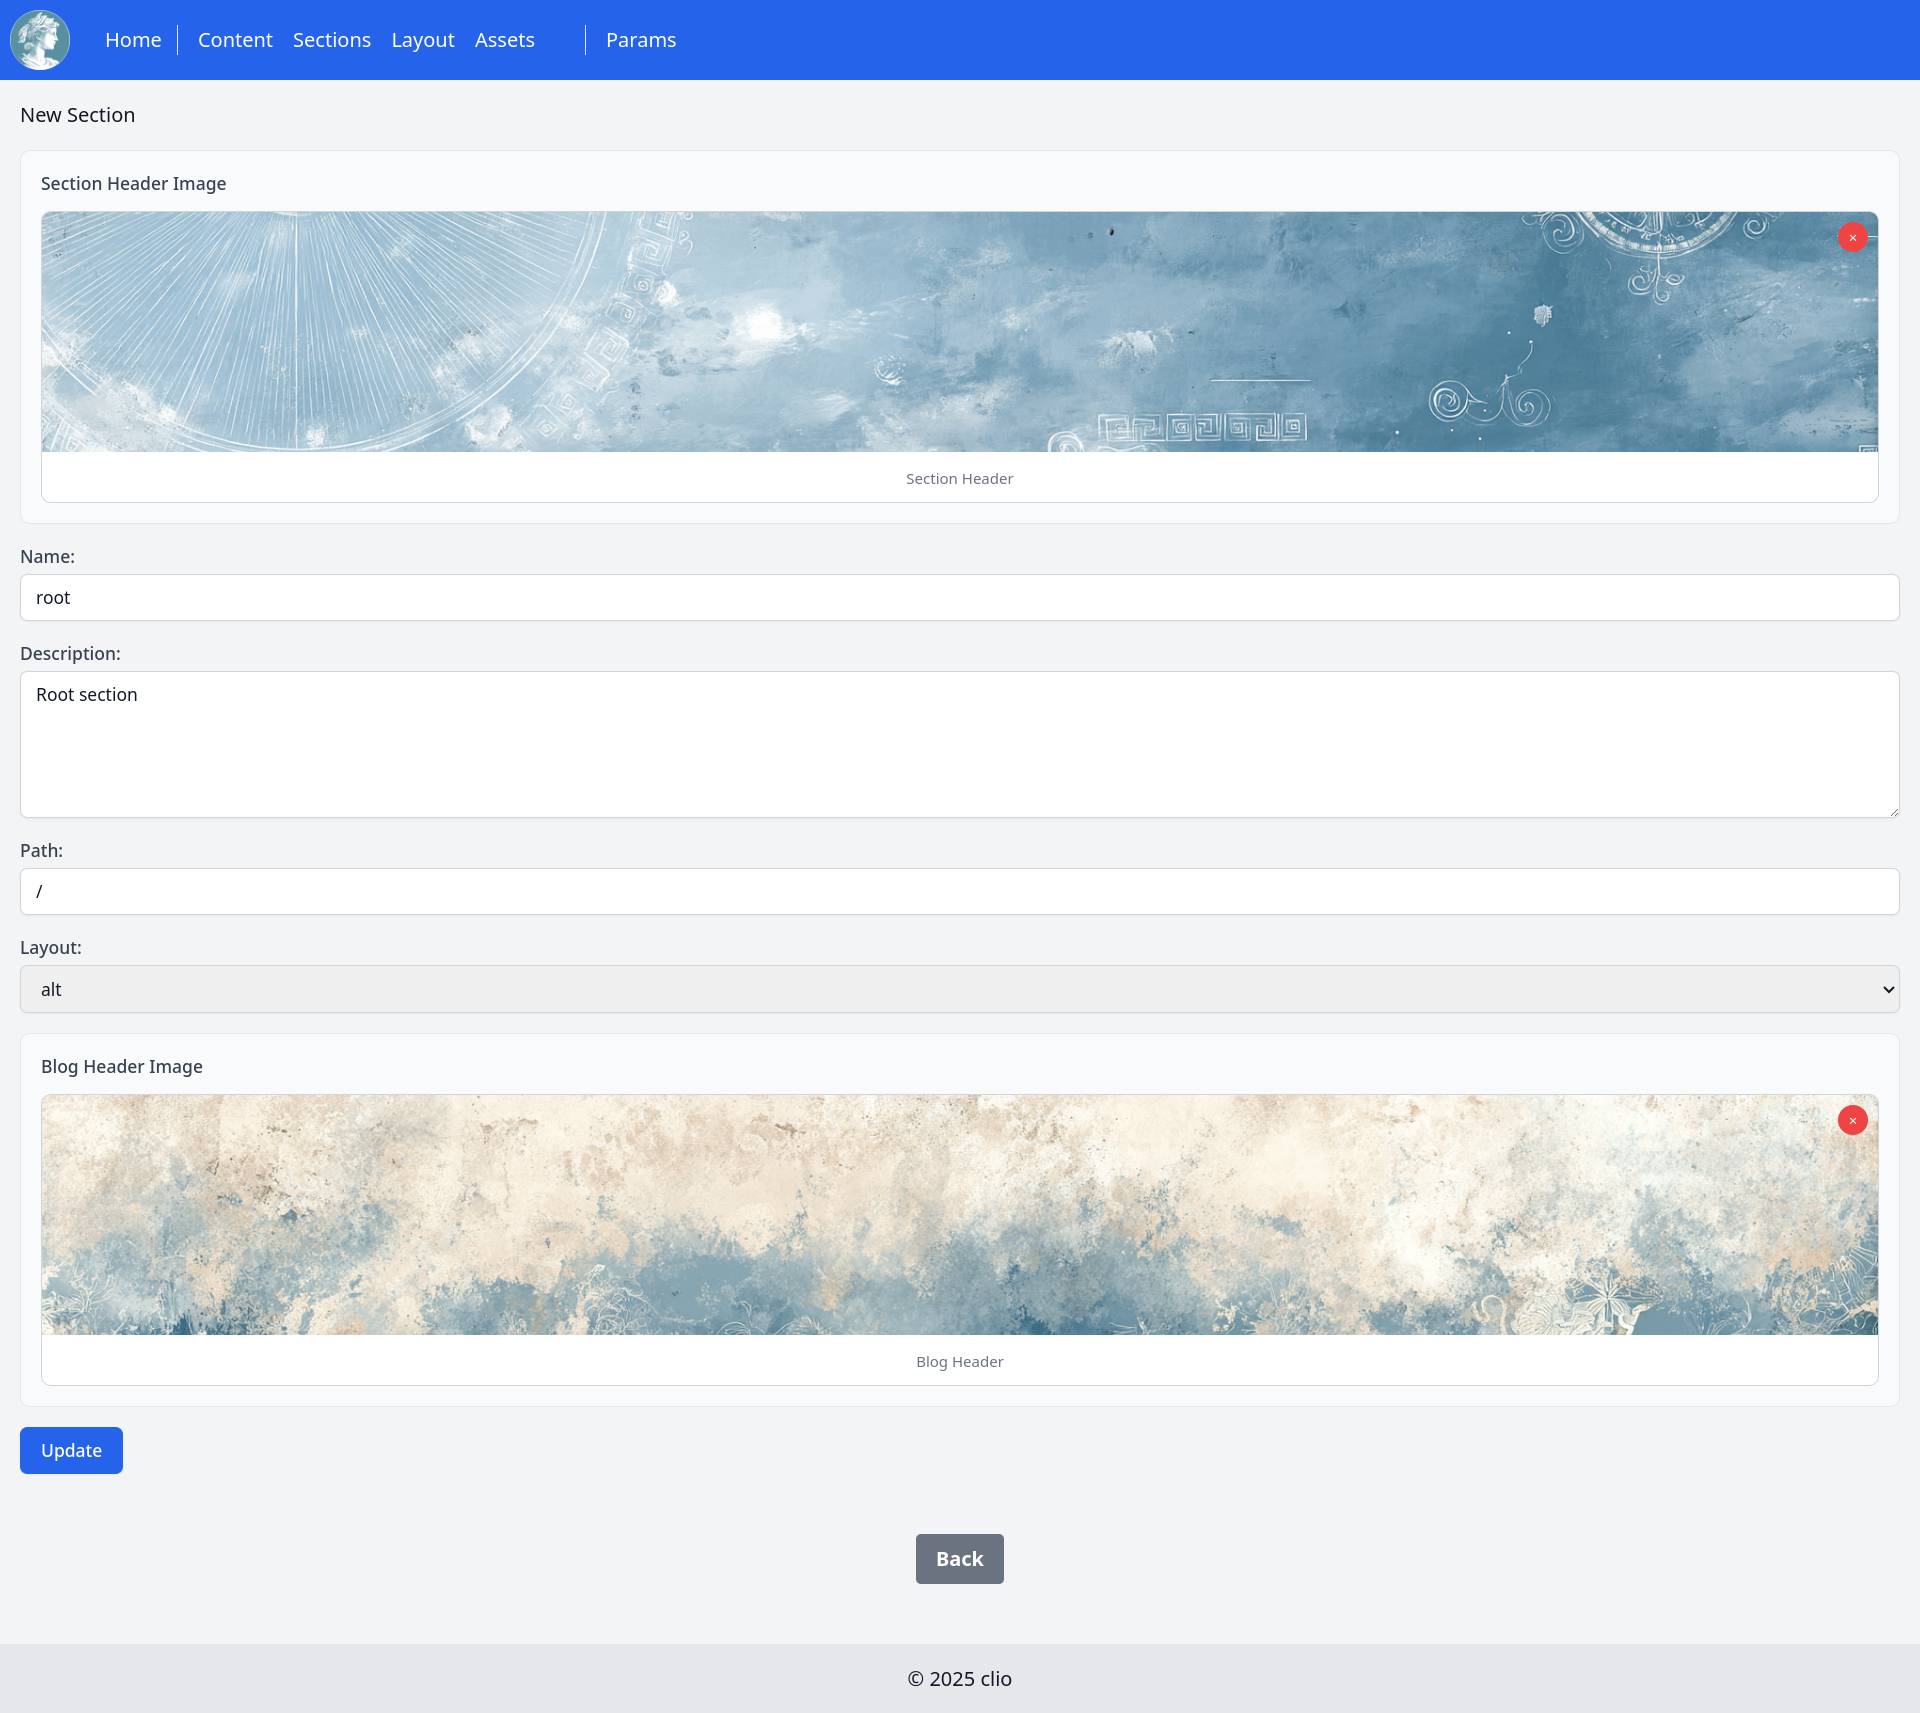 Home Content Sections Layout Assets Params
New Section
Section Header Image
×
Section Header
Name:
root
Description:
Root section
Path:
/
Layout:
alt
Blog Header Image
×
Blog Header
Update
Back
© 2025 clio